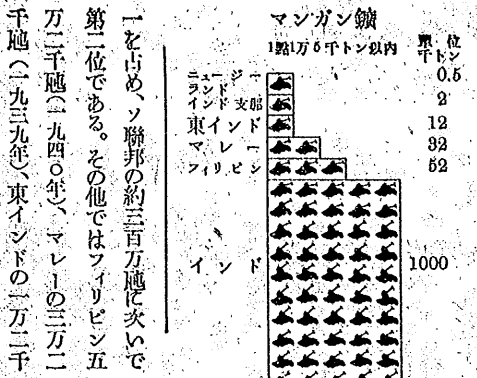 マンガン鑛
1點1万5千トン以内
單位
千トン
ニュージーランド 0.5
インド支那 2
東インド 12
マレー 32
フィリピン 52
インド 1000
一を占め、ソ聯邦の約三百万瓲に次いで
第二位である。その他ではフィリピン五
万二千瓲(一九四〇年)、マレーの三万二
千瓲(一九三九年)、東インドの一万二千